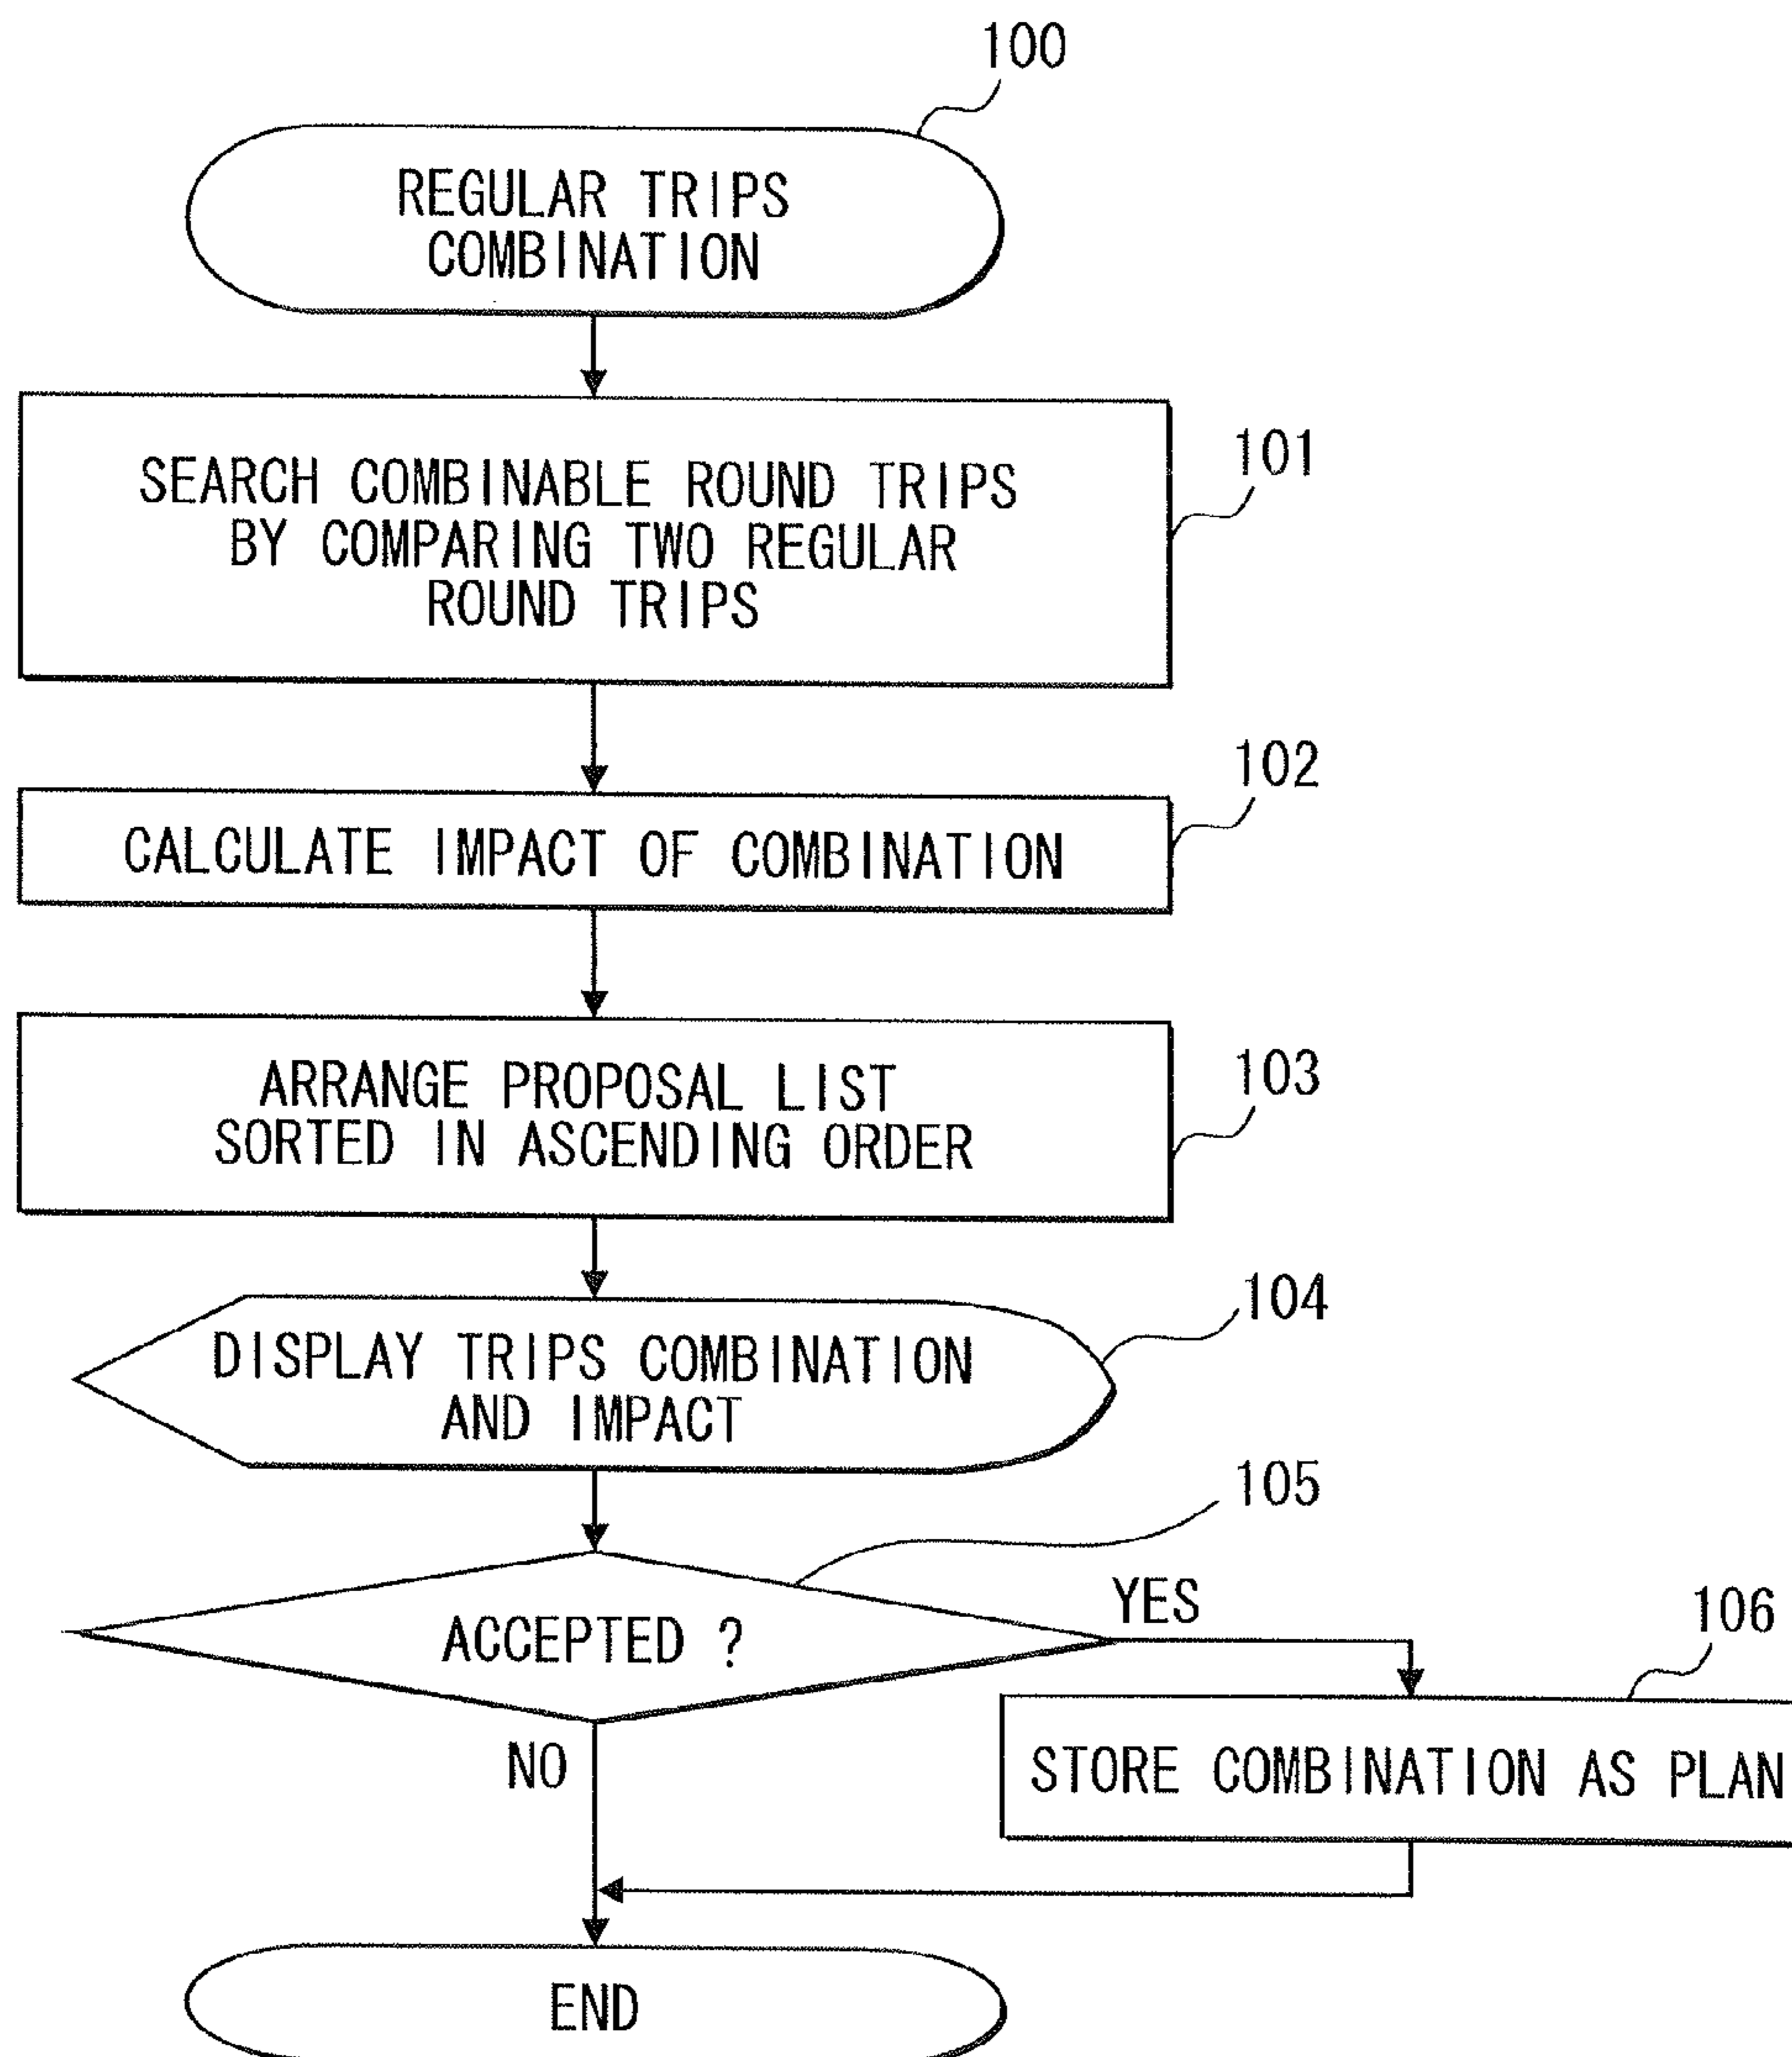 100
REGULAR TRIPS
COMBINATION
SEARCH COMBINABLE ROUND TRIPS
BY COMPARING TWO REGULAR
ROUND TRIPS
101
CALCULATE IMPACT OF COMBINATION
102
ARRANGE PROPOSAL LIST
SORTED IN ASCENDING ORDER
103
DISPLAY TRIPS COMBINATION
AND IMPACT
104
105
ACCEPTED ?
YES
106
NO
STORE COMBINATION AS PLAN
END